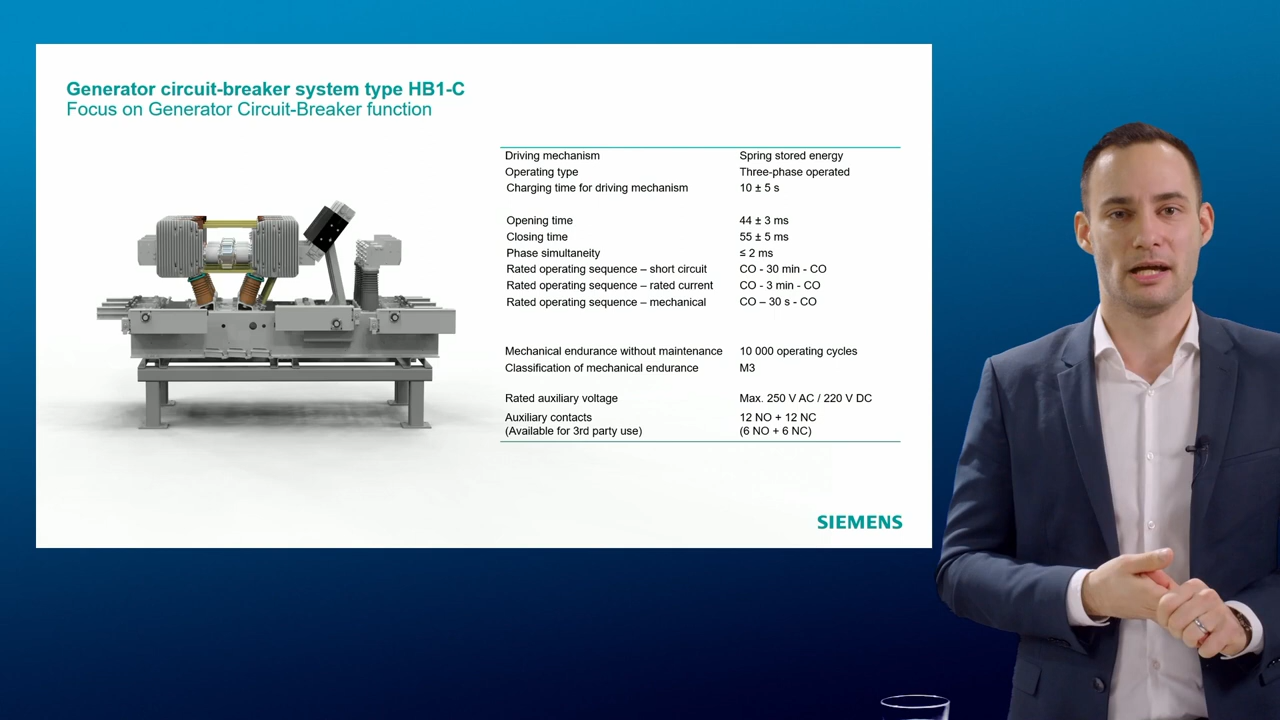 Generator circuit-breaker system type HB1-C
Focus on Generator Circuit-Breaker function
Driving mechanism Spring stored energy
Operating type Three-phase operated
Charging time for driving mechanism 10 ± 5 s
Opening time 44 ± 3 ms
Closing time 55 ± 5 ms
Phase simultaneity ≤ 2 ms
Rated operating sequence – short circuit CO - 30 min - CO
Rated operating sequence – rated current CO - 3 min - CO
Rated operating sequence – mechanical CO – 30 s - CO
Mechanical endurance without maintenance 10 000 operating cycles
Classification of mechanical endurance M3
Rated auxiliary voltage Max. 250 V AC / 220 V DC
Auxiliary contacts 12 NO + 12 NC
(Available for 3rd party use) (6 NO + 6 NC)
SIEMENS